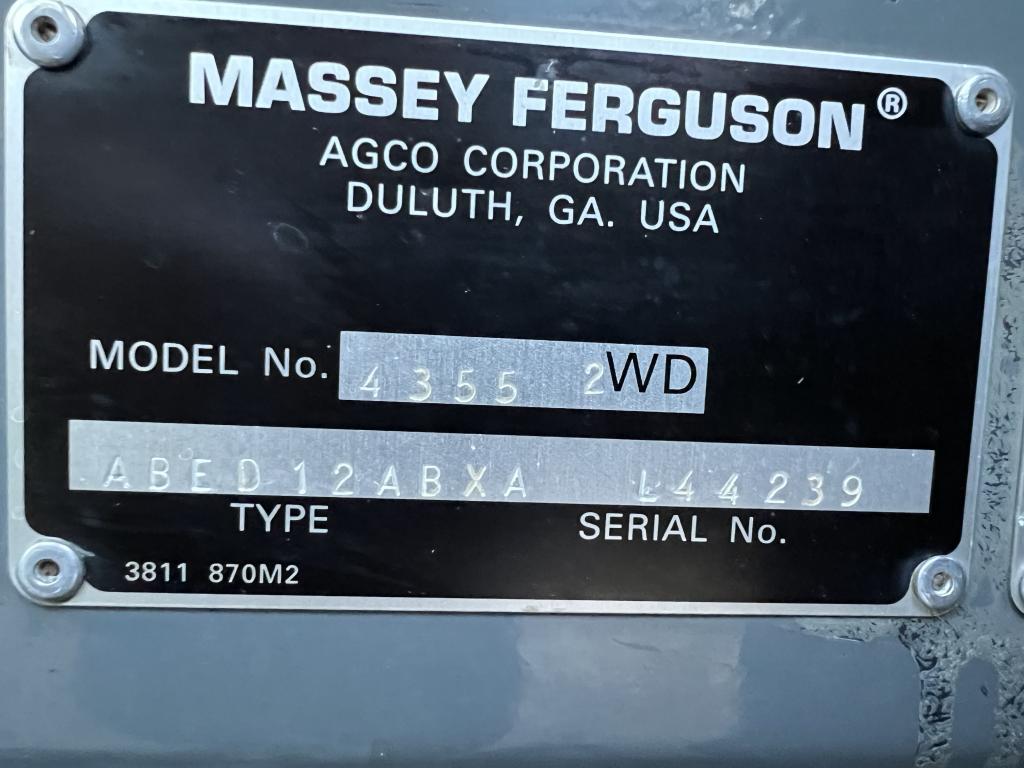 MASSEY FERGUSON®
AGCO CORPORATION
DULUTH, GA. USA
MODEL No. 4355 2WD
ABED12ABXA L44239
TYPE SERIAL No.
3811 870M2